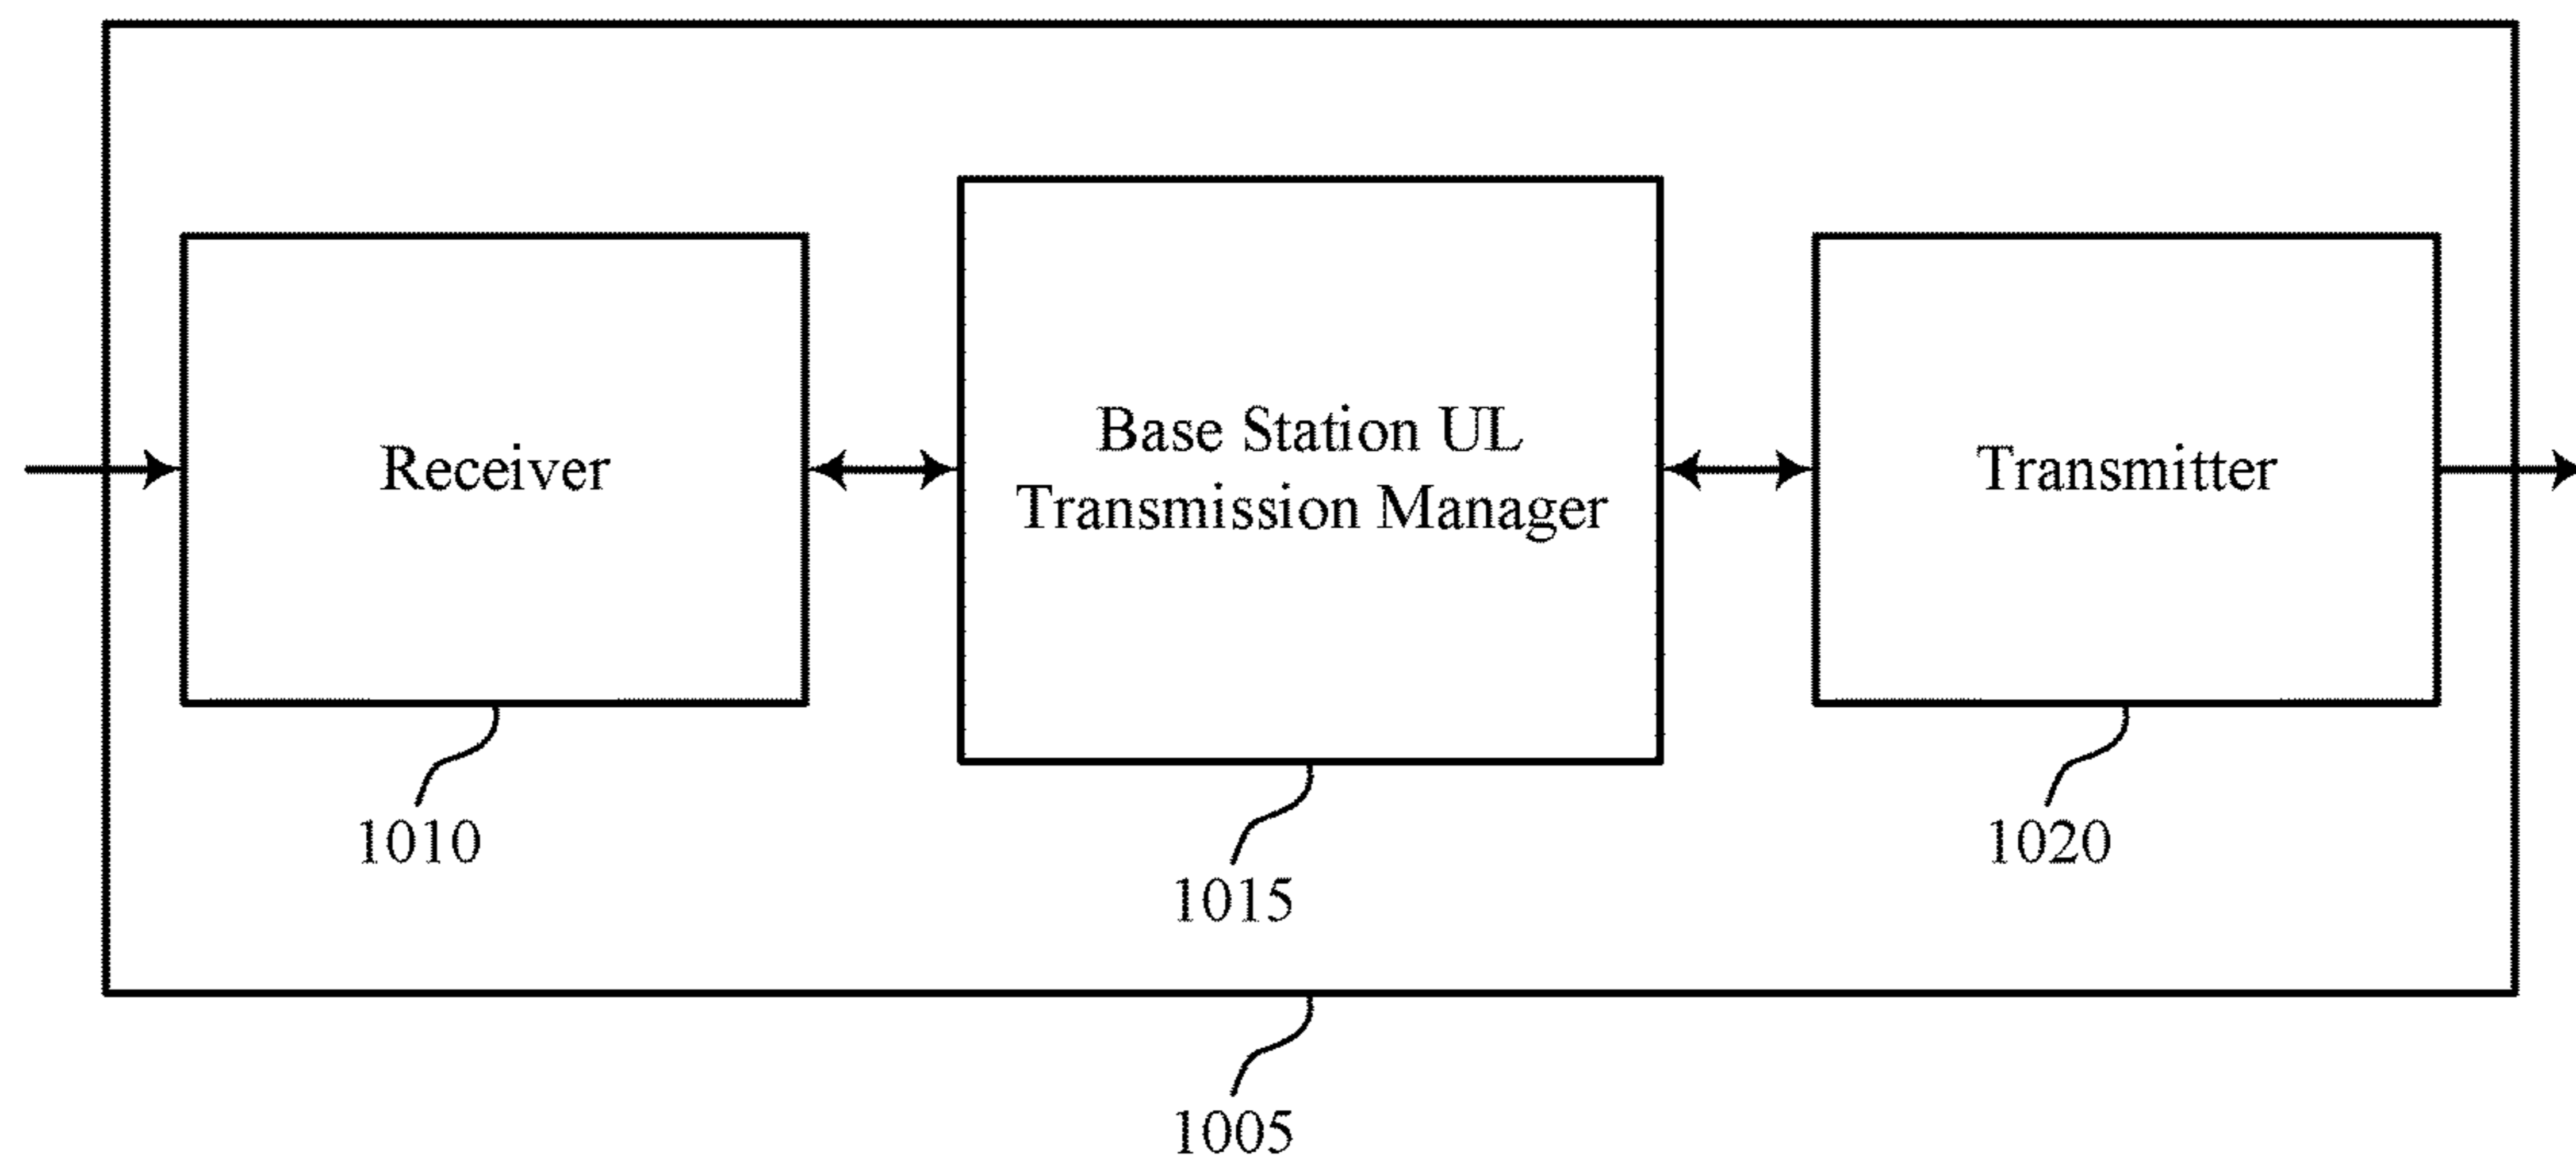 Receiver
Base Station UL
Transmission Manager
Transmitter
1010
1015
1020
1005